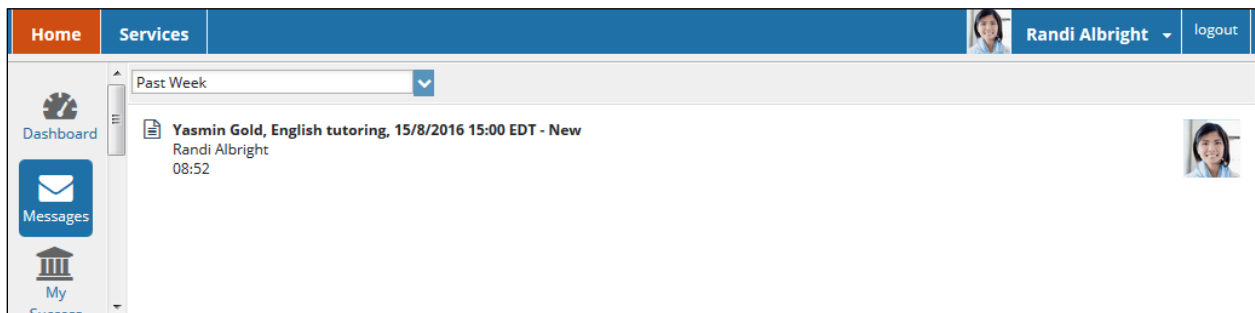 Home
Services
Randi Albright
logout
Past Week
Dashboard
Yasmin Gold, English tutoring, 15/8/2016 15:00 EDT - New
Randi Albright
08:52
Messages
My
Success